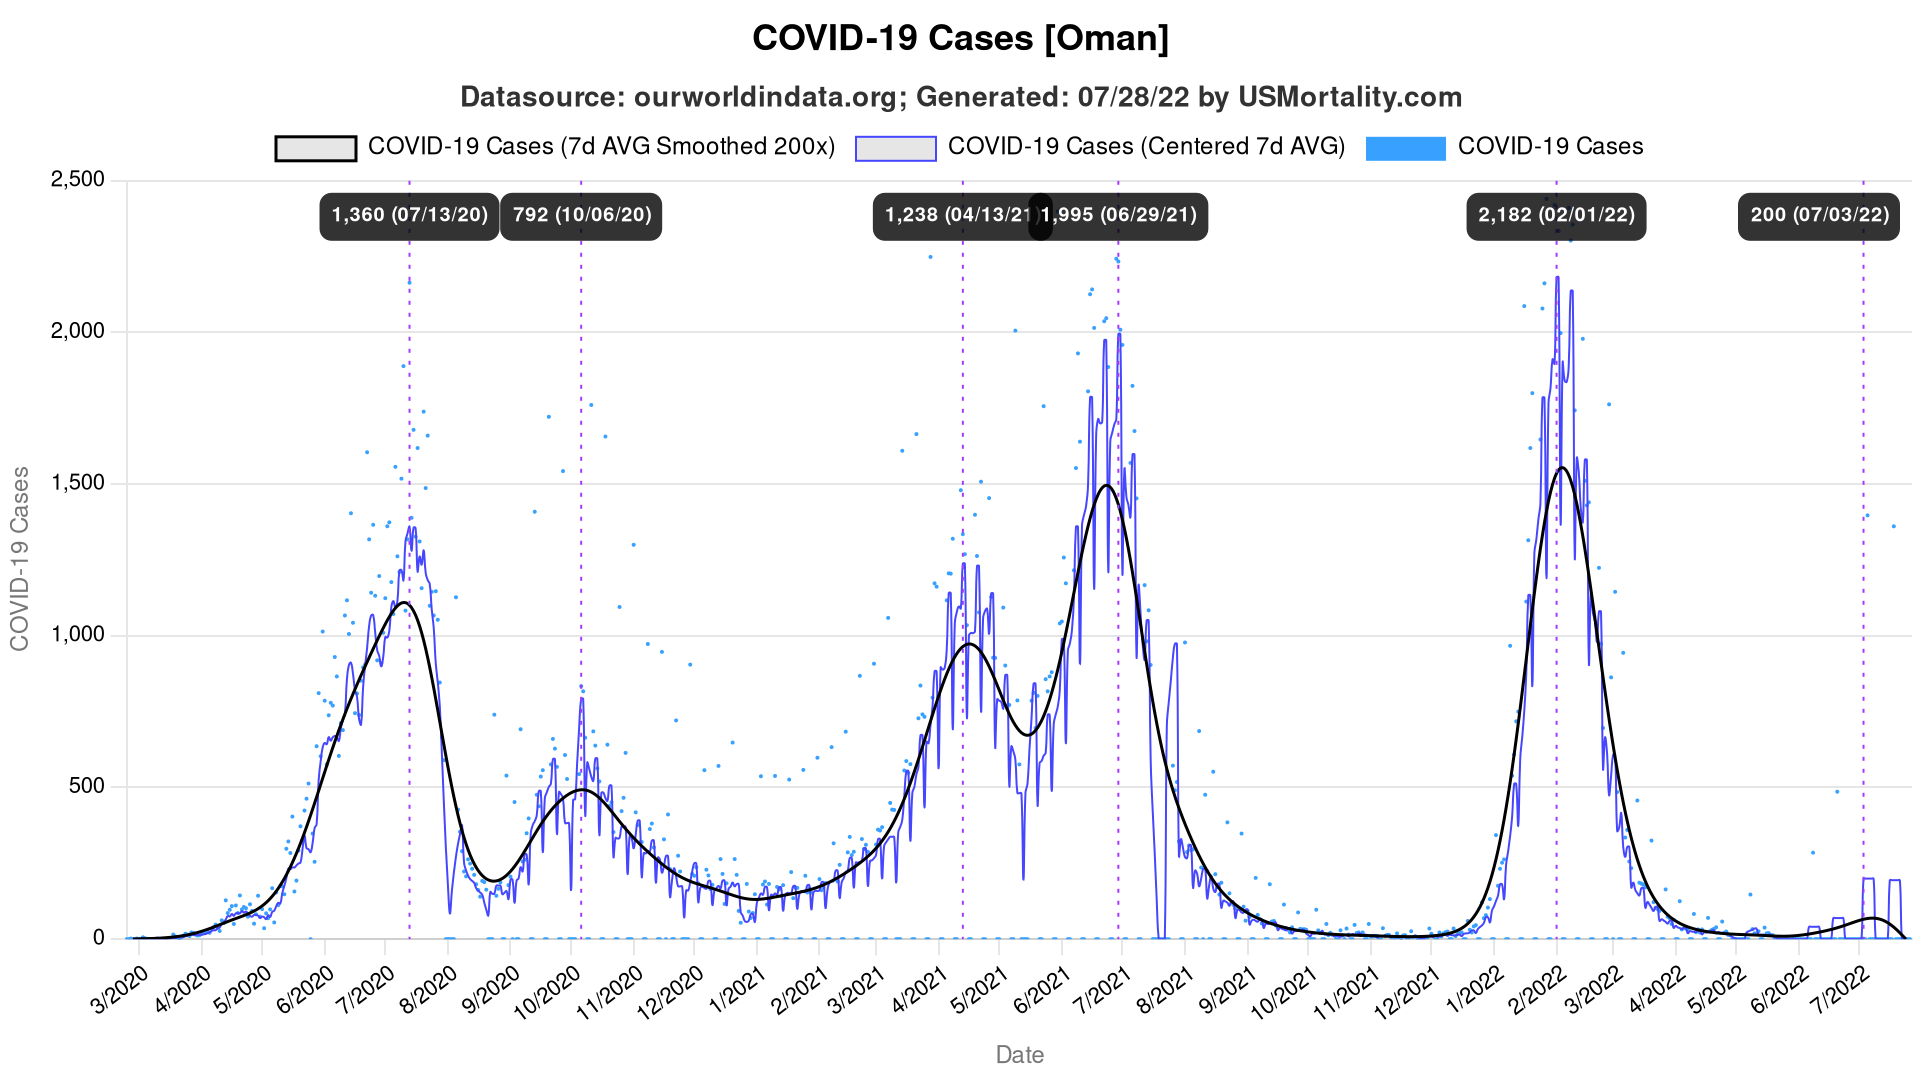 COVID-19 Cases [Oman]
Datasource: ourworldindata.org; Generated: 07/28/22 by USMortality.com
COVID-19 Cases (7d AVG Smoothed 200x) COVID-19 Cases (Centered 7d AVG) COVID-19 Cases
2,500
1,360 (07/13/20) 792 (10/06/20) 1,238 (04/13/21) 1,995 (06/29/21) 2,182 (02/01/22) 200 (07/03/22)
2,000
1,500
1,000
500
0
COVID-19 Cases
3/2020 4/2020 5/2020 6/2020 7/2020 8/2020 9/2020 10/2020 11/2020 12/2020 1/2021 2/2021 3/2021 4/2021 5/2021 6/2021 7/2021 8/2021 9/2021 10/2021 11/2021 12/2021 1/2022 2/2022 3/2022 4/2022 5/2022 6/2022 7/2022
Date